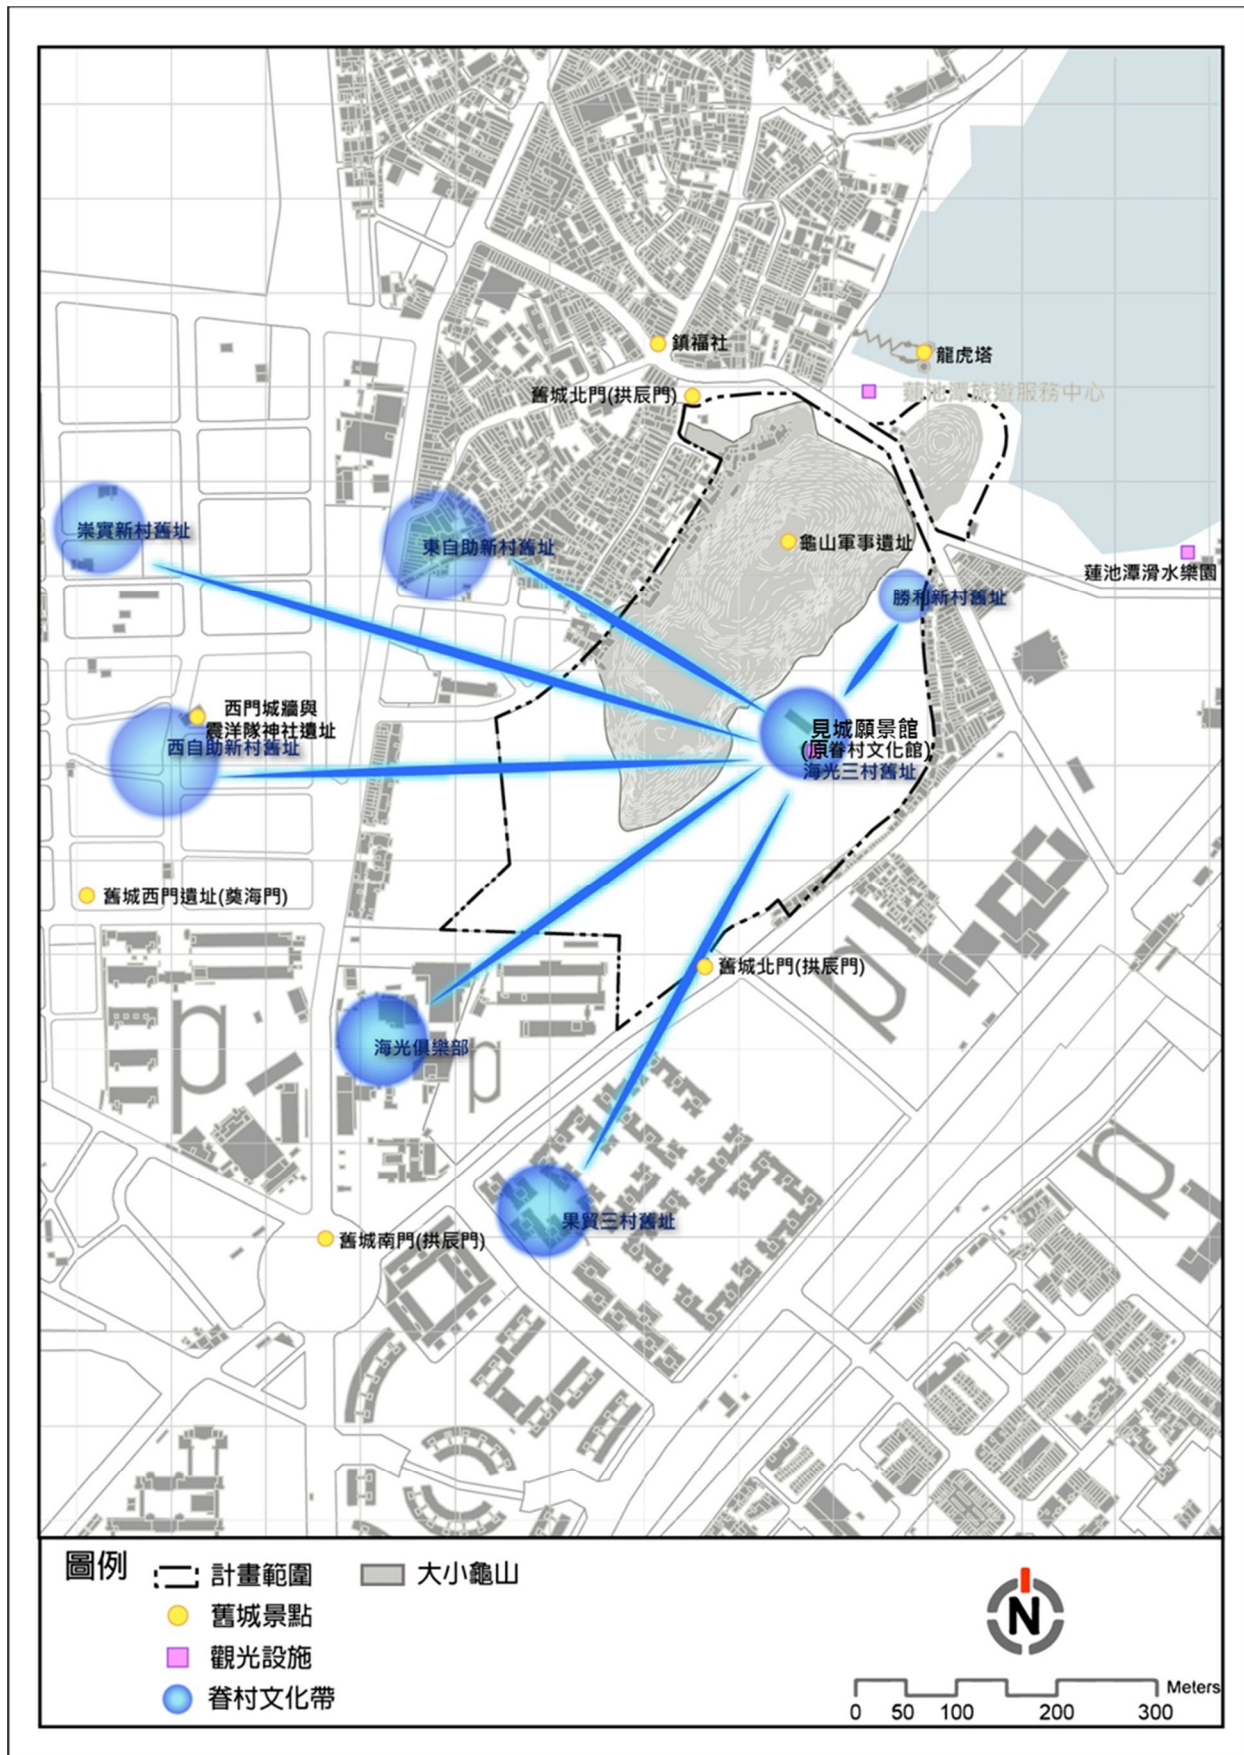 鎮福社
龍虎塔
舊城北門(拱辰門)
蓮池潭旅遊服務中心
崇實新村舊址
東自助新村舊址
龜山軍事遺址
蓮池潭滑水樂園
勝利新村舊址
西門城牆與
震洋隊神社遺址
西自助新村舊址
見城願景館
(原眷村文化館)
海光三村舊址
舊城西門遺址(奠海門)
舊城北門(拱辰門)
海光俱樂部
果貿三村舊址
舊城南門(拱辰門)
圖例
計畫範圍
大小龜山
舊城景點
觀光設施
眷村文化帶
N
Meters
0 50 100 200 300